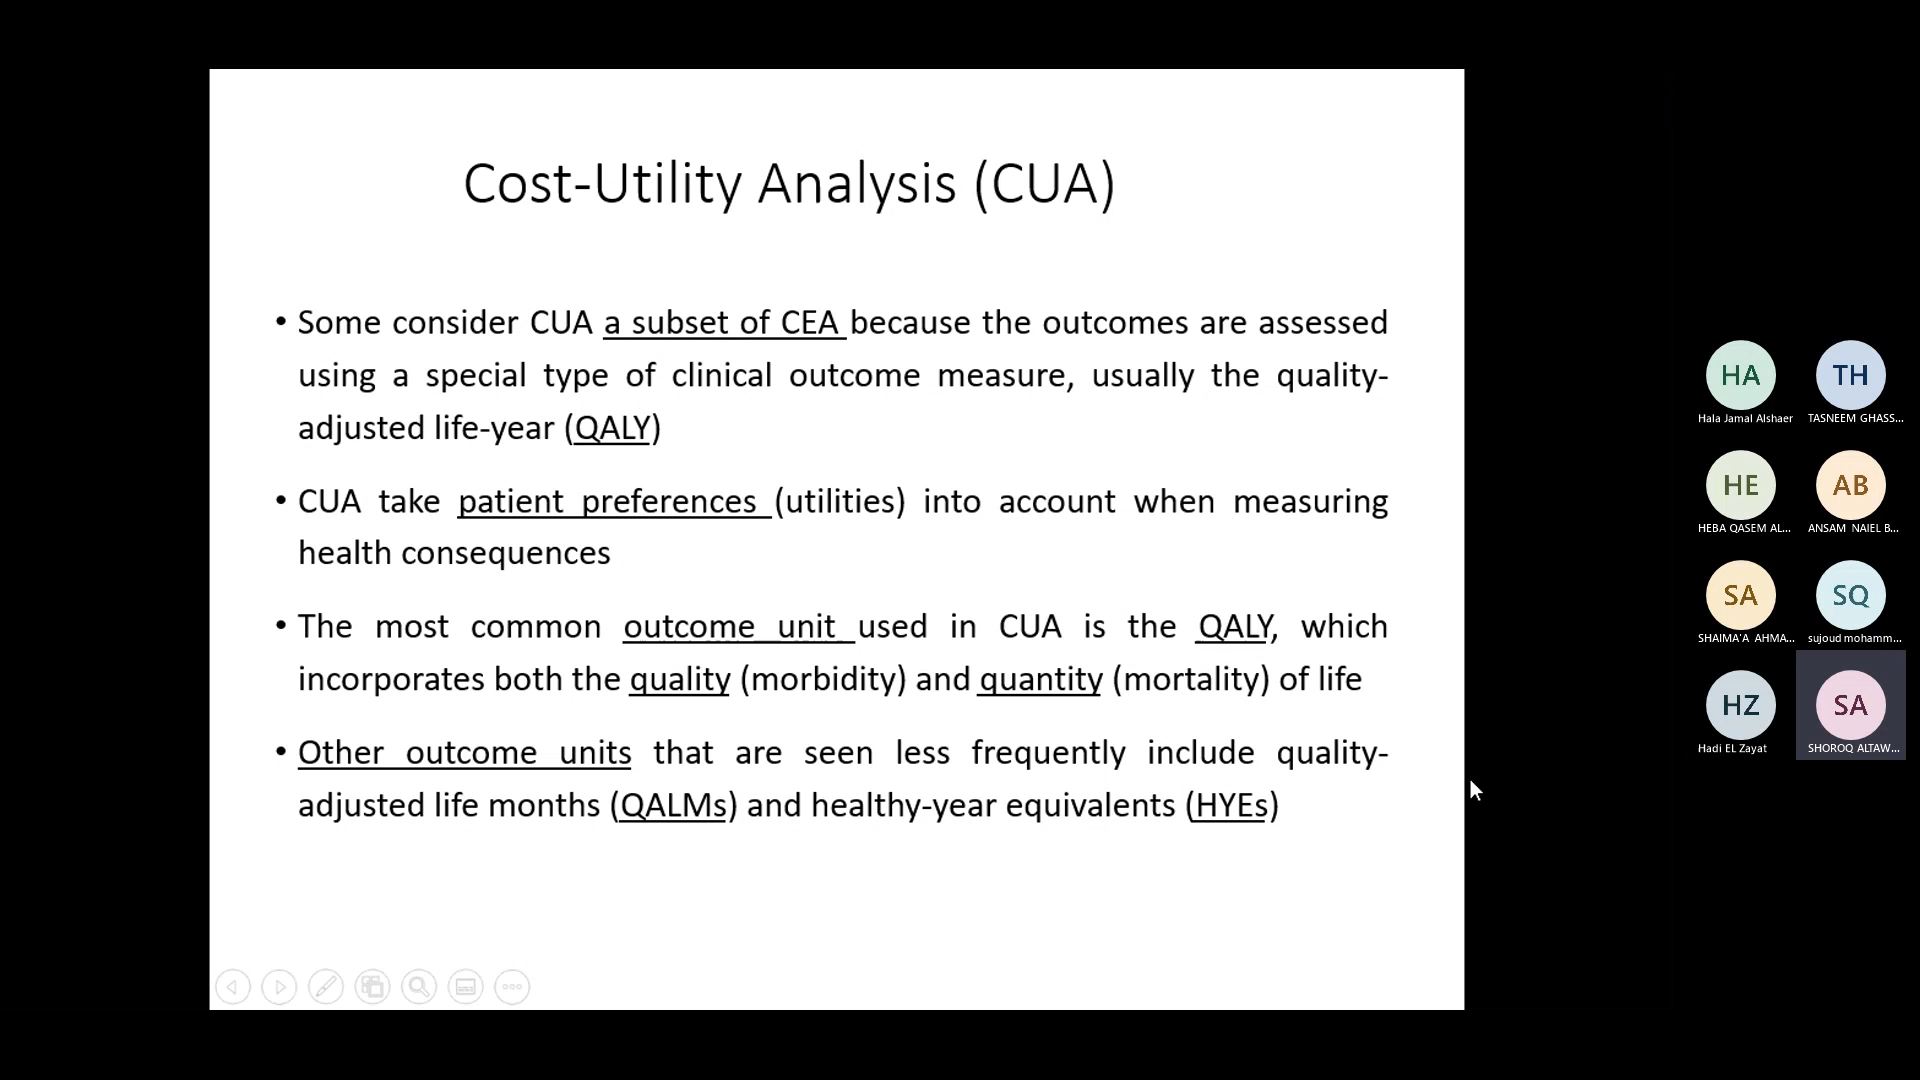 Cost-Utility Analysis (CUA)
• Some consider CUA a subset of CEA because the outcomes are assessed
using a special type of clinical outcome measure, usually the quality-
adjusted life-year (QALY)
• CUA take patient preferences (utilities) into account when measuring
health consequences
• The most common outcome unit used in CUA is the QALY, which
incorporates both the quality (morbidity) and quantity (mortality) of life
• Other outcome units that are seen less frequently include quality-
adjusted life months (QALMs) and healthy-year equivalents (HYEs)
HA
Hala Jamal Alshaer
TH
TASNEEM GHASS...
HE
HEBA QASEM AL...
AB
ANSAM NAIEL B...
SA
SHAIMA'A AHMA...
SQ
sujoud mohamm...
HZ
Hadi EL Zayat
SA
SHOROQ ALTAW...